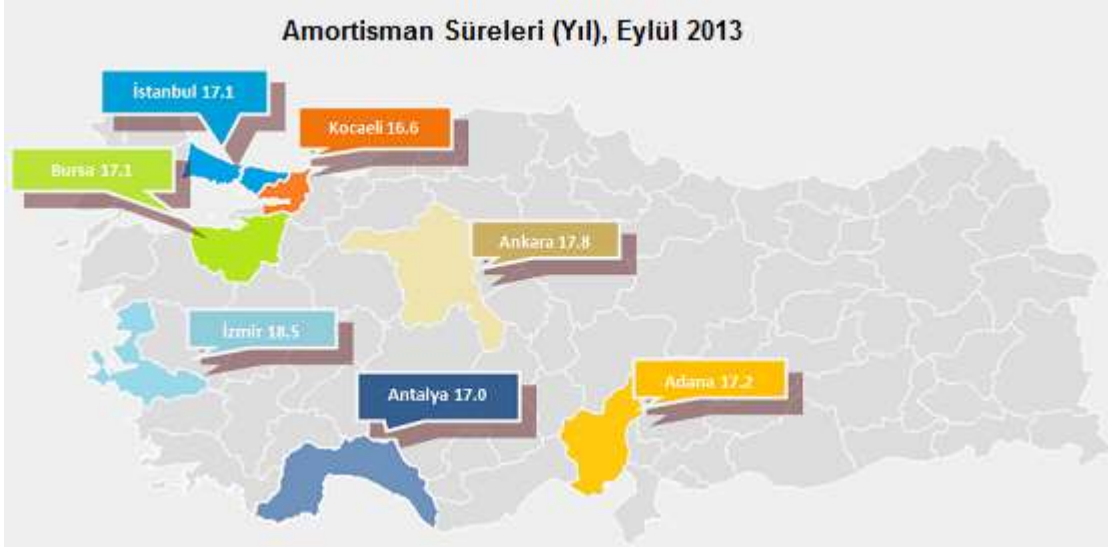 Amortisman Süreleri (Yıl), Eylül 2013
İstanbul 17.1
Kocaeli 16.6
Bursa 17.1
Ankara 17.8
İzmir 18.5
Antalya 17.0
Adana 17.2